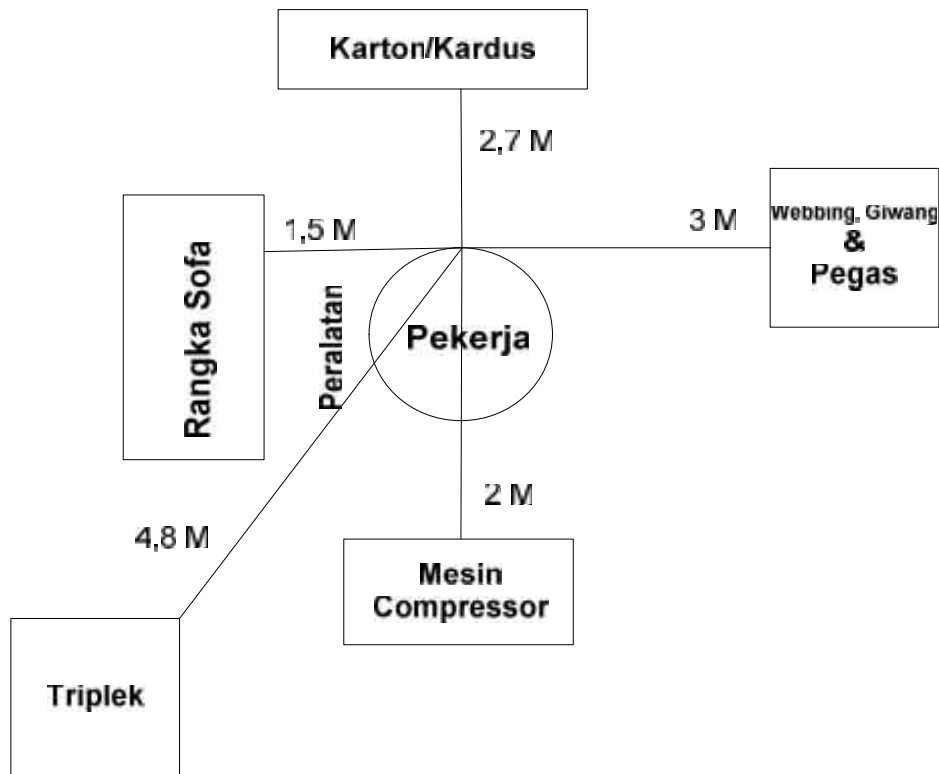 Karton/Kardus
2,7 M
1,5 M
3 M
Webbing, Giwang
&
Pegas
Rangka Sofa
Peralatan
Pekerja
4,8 M
2 M
Mesin
Compressor
Triplek